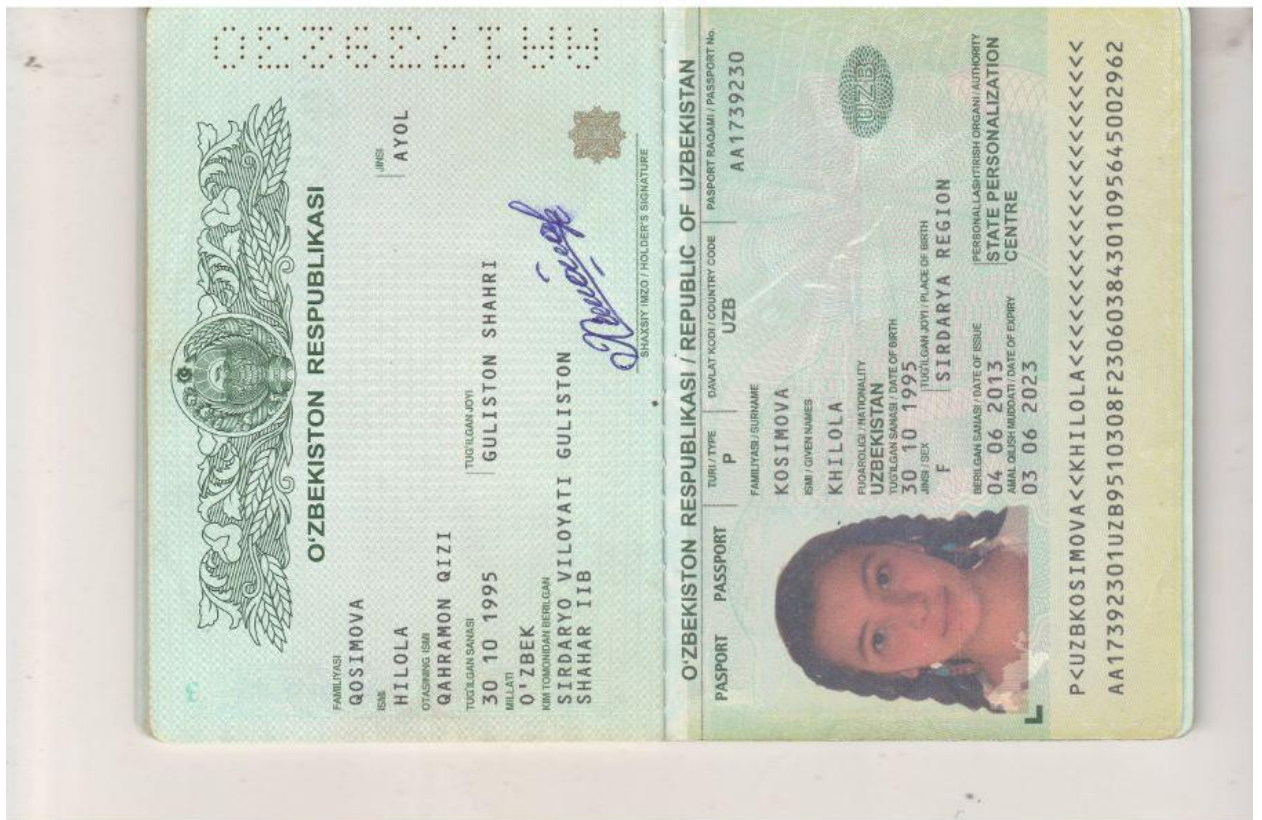 AA1739230
O'ZBEKISTON RESPUBLIKASI
FAMILIYASI
QOSIMOVA
ISMI
HILOLA
JINSI
AYOL
OTASINING ISMI
QAHRAMON QIZI
TUG'ILGAN SANASI
30 10 1995
TUG'ILGAN JOYI
GULISTON SHAHRI
MILLATI
O'ZBEK
KIM TOMONIDAN BERILGAN
SIRDARYO VILOYATI GULISTON
SHAHAR IIB
SHAXSIY IMZO / HOLDER'S SIGNATURE
O'ZBEKISTON RESPUBLIKASI / REPUBLIC OF UZBEKISTAN
PASPORT PASSPORT
TURI / TYPE
P
DAVLAT KODI / COUNTRY CODE
UZB
PASPORT RAQAMI / PASSPORT No.
AA1739230
FAMILIYASI / SURNAME
KOSIMOVA
ISMI / GIVEN NAMES
KHILOLA
FUQAROLIGI / NATIONALITY
UZBEKISTAN
UZB
TUG'ILGAN SANASI / DATE OF BIRTH
30 10 1995
JINSI / SEX
F
TUG'ILGAN JOYI / PLACE OF BIRTH
SIRDARYA REGION
BERILGAN SANASI / DATE OF ISSUE
04 06 2013
PERSONALLASHTIRISH ORGANI / AUTHORITY
STATE PERSONALIZATION
CENTRE
AMAL QILISH MUDDATI / DATE OF EXPIRY
03 06 2023
P<UZBKOSIMOVA<<KHILOLA<<<<<<<<<<<<<<<<<<<<<<
AA17392301UZB9510308F23060384301095645002962